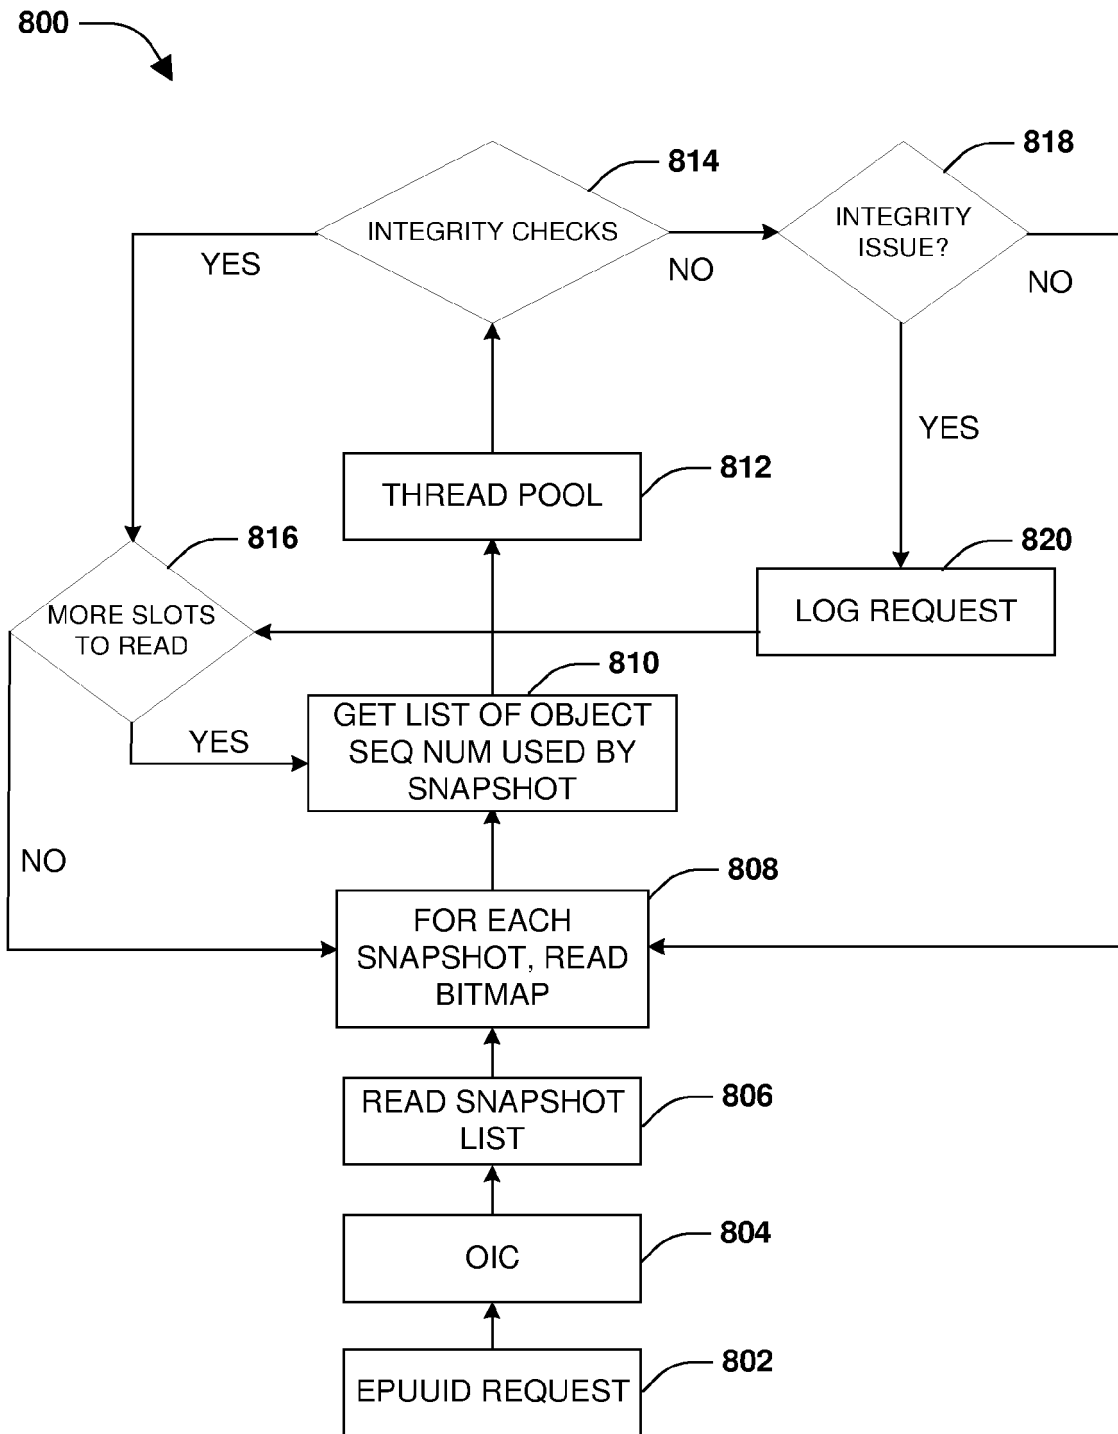 800
814
818
INTEGRITY CHECKS
INTEGRITY
ISSUE?
YES
NO
NO
YES
812
THREAD POOL
816
820
MORE SLOTS
TO READ
LOG REQUEST
810
GET LIST OF OBJECT
SEQ NUM USED BY
SNAPSHOT
YES
NO
808
FOR EACH
SNAPSHOT, READ
BITMAP
806
READ SNAPSHOT
LIST
804
OIC
802
EPUUID REQUEST